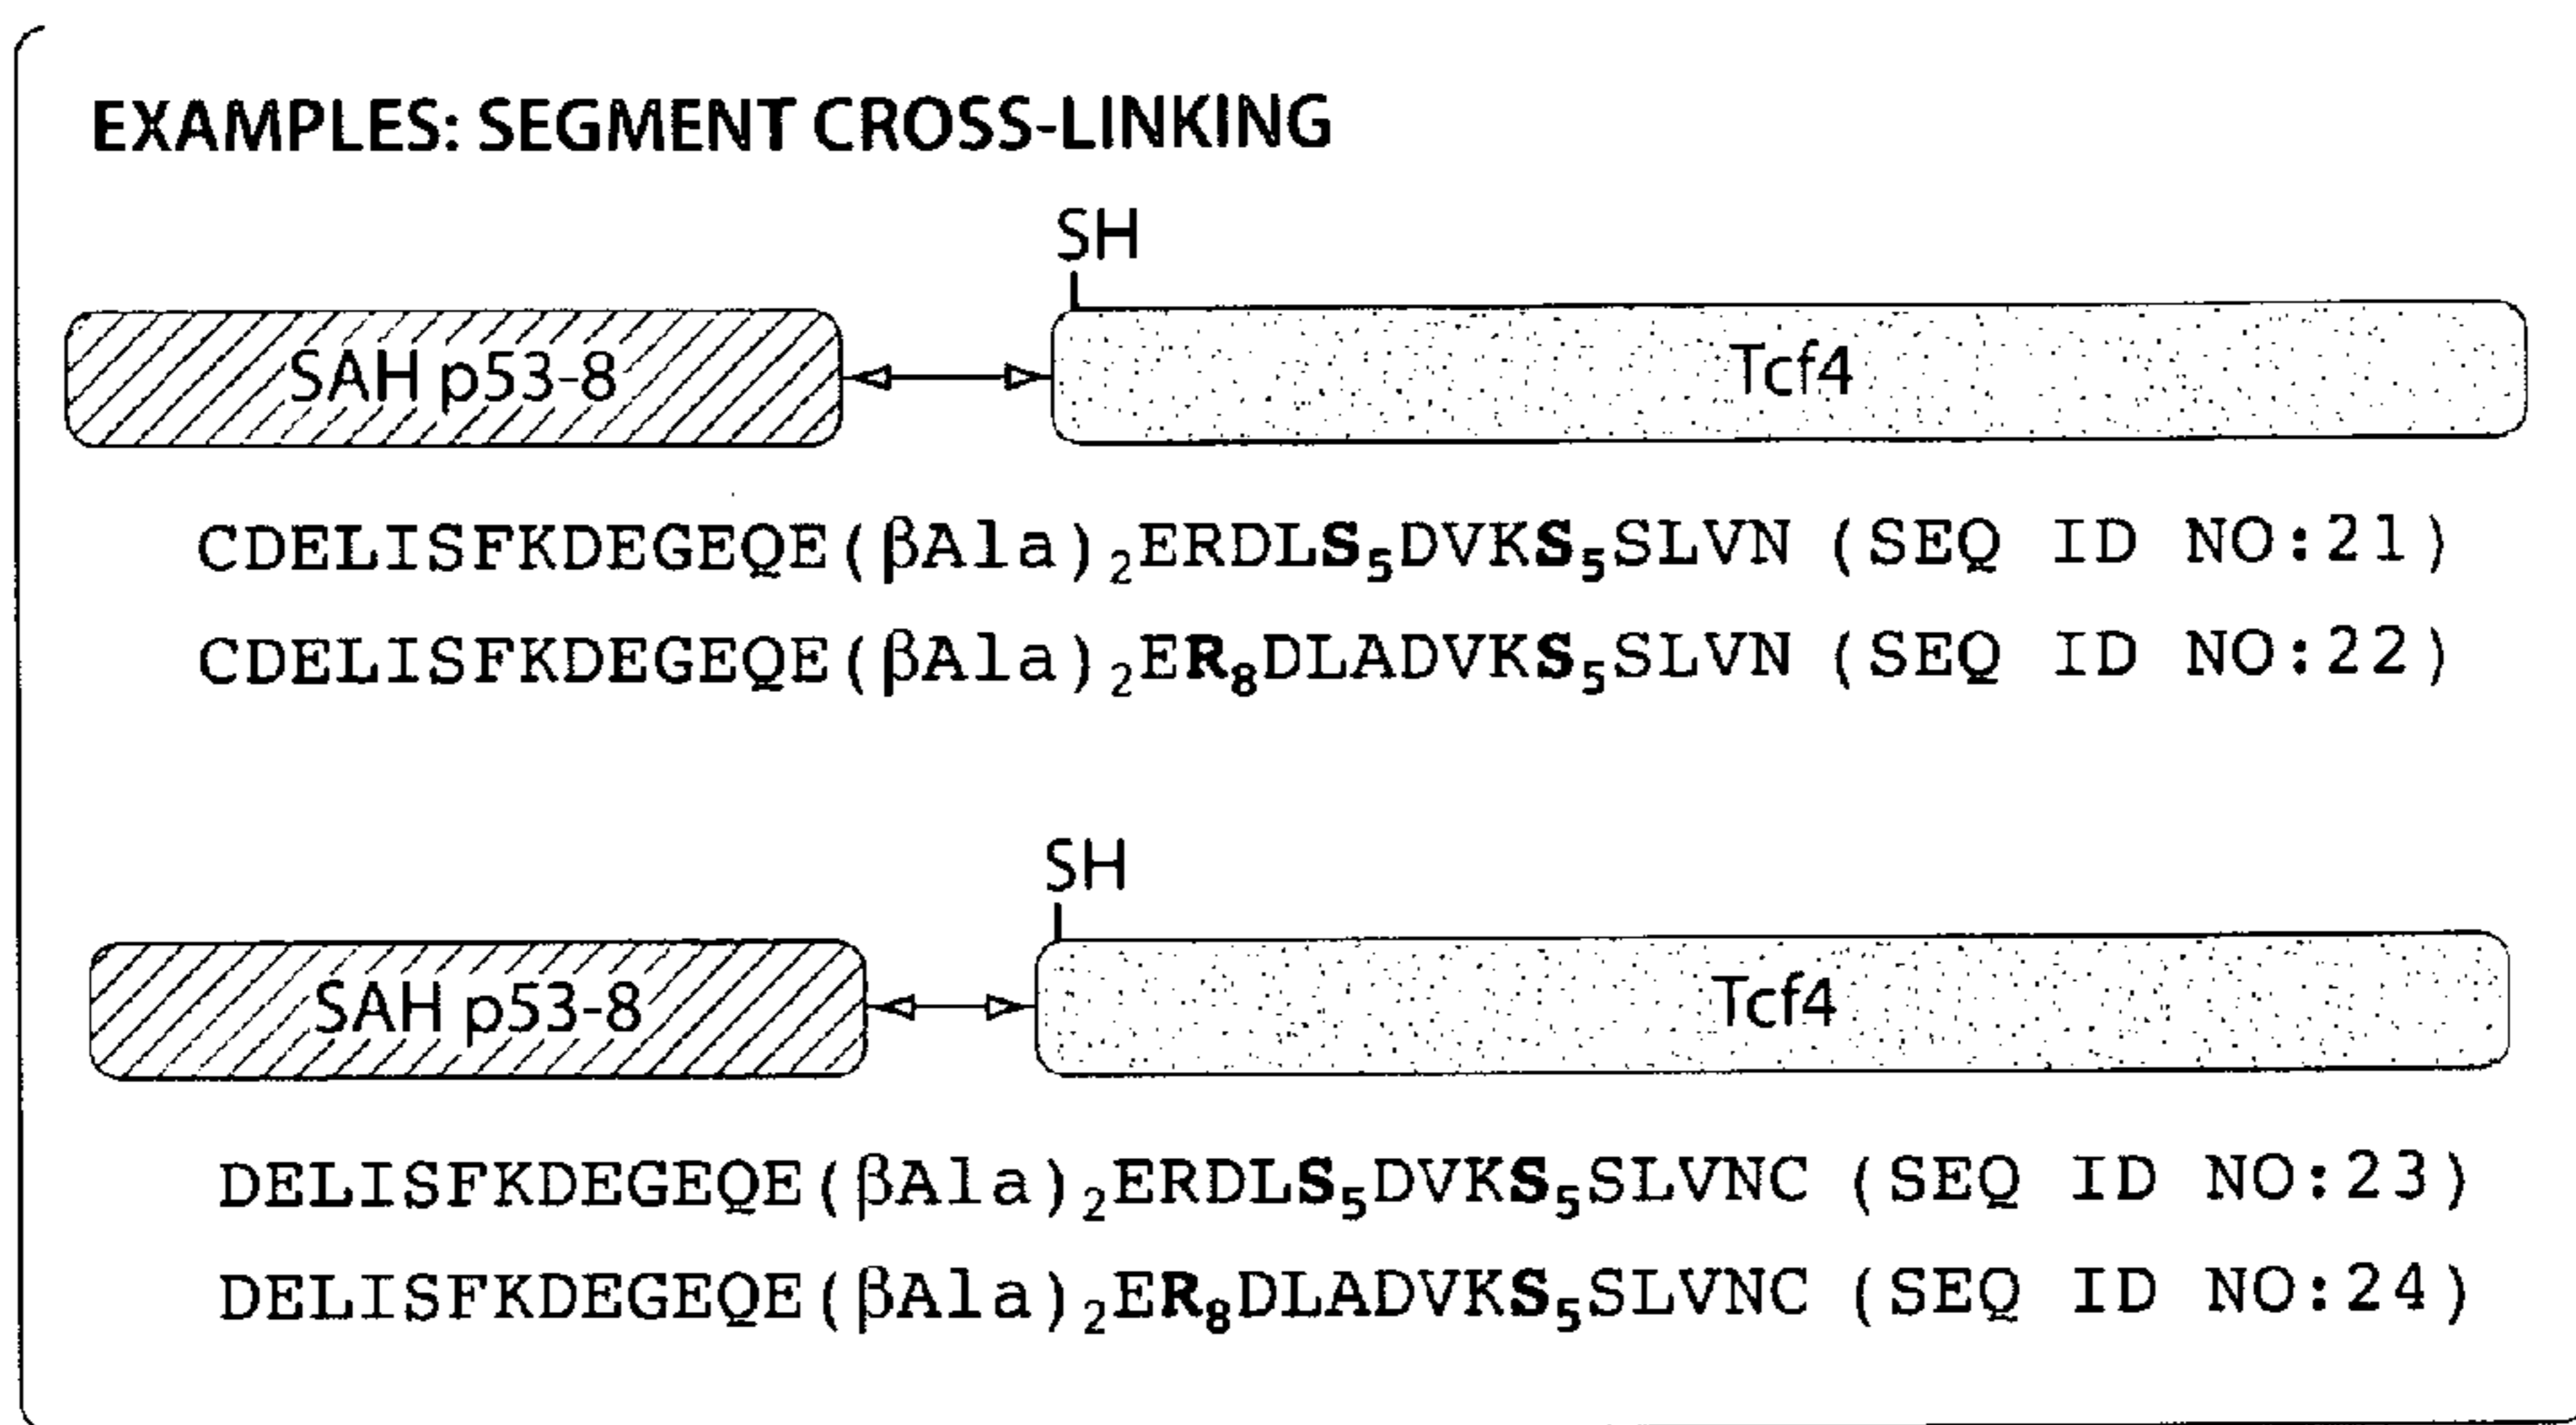 EXAMPLES: SEGMENT CROSS-LINKING
SH
SAH p53-8
Tcf4
CDELISFKDEGEQE(βAla)₂ERDLS₅DVKS₅SLVN (SEQ ID NO:21)
CDELISFKDEGEQE(βAla)₂ER₈DLADVKS₅SLVN (SEQ ID NO:22)
SH
SAH p53-8
Tcf4
DELISFKDEGEQE(βAla)₂ERDLS₅DVKS₅SLVNC (SEQ ID NO:23)
DELISFKDEGEQE(βAla)₂ER₈DLADVKS₅SLVNC (SEQ ID NO:24)